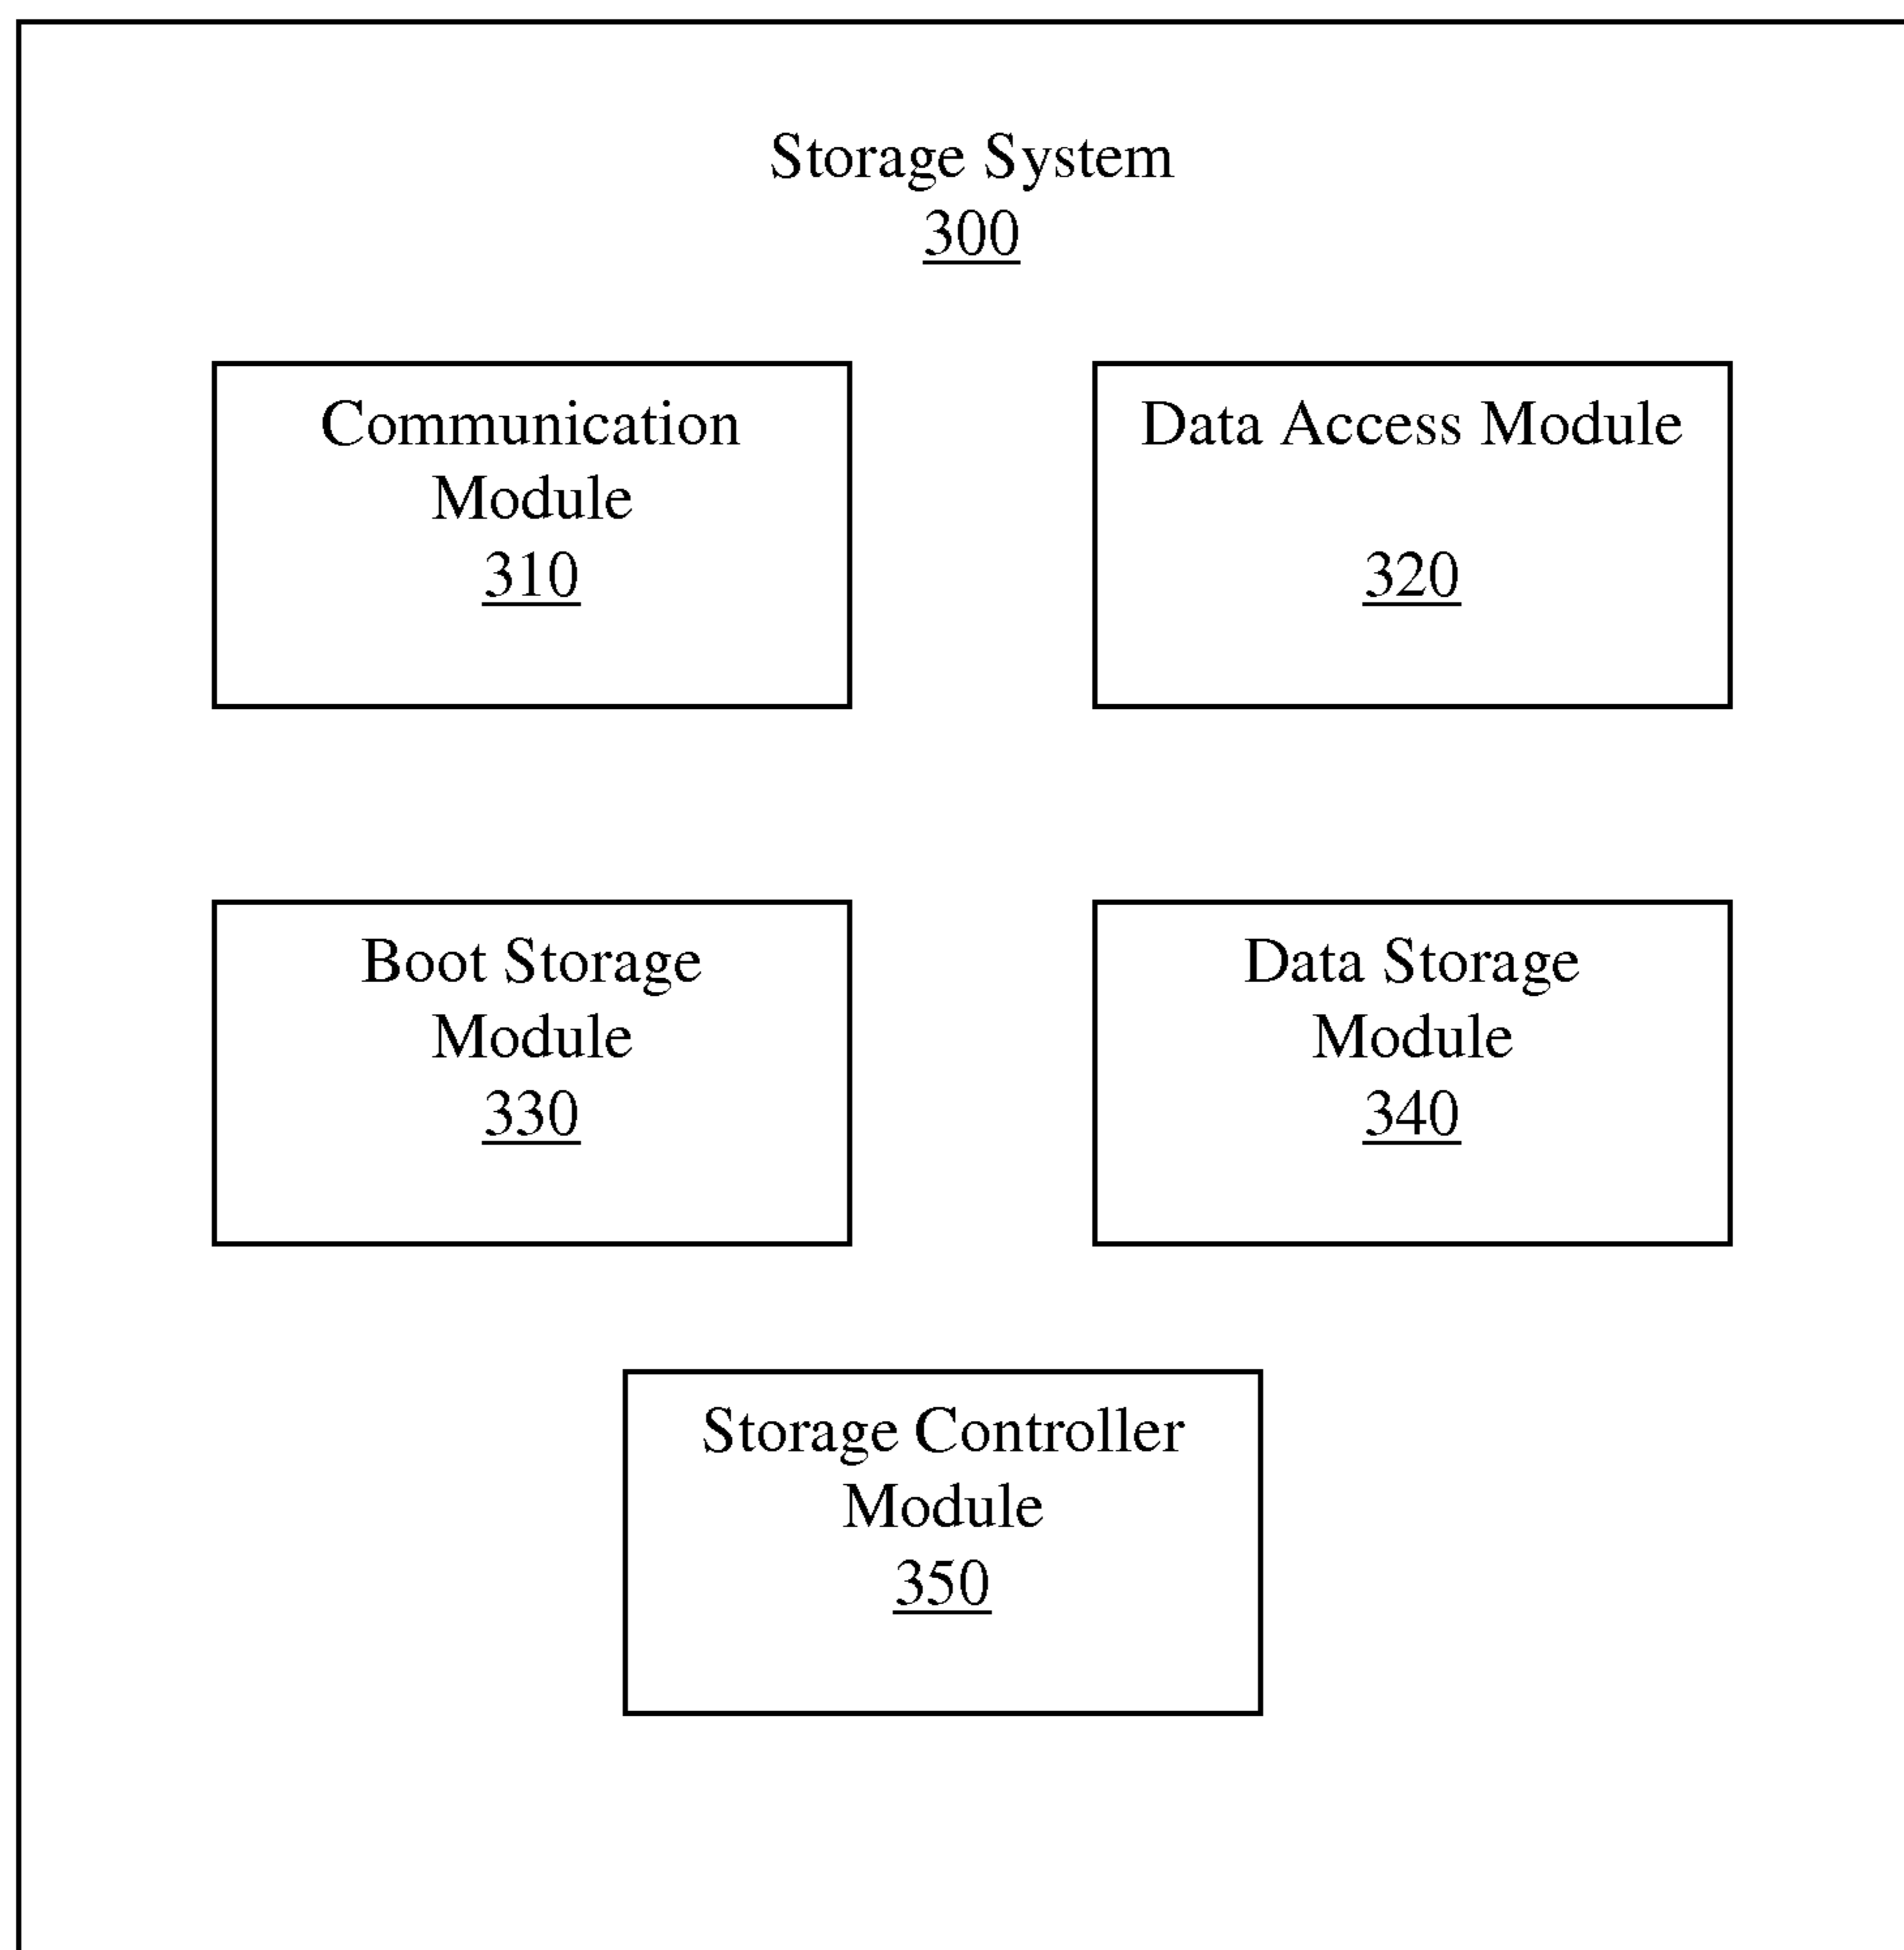 Storage System
300
Communication
Module
310
Data Access Module
320
Boot Storage
Module
330
Data Storage
Module
340
Storage Controller
Module
350